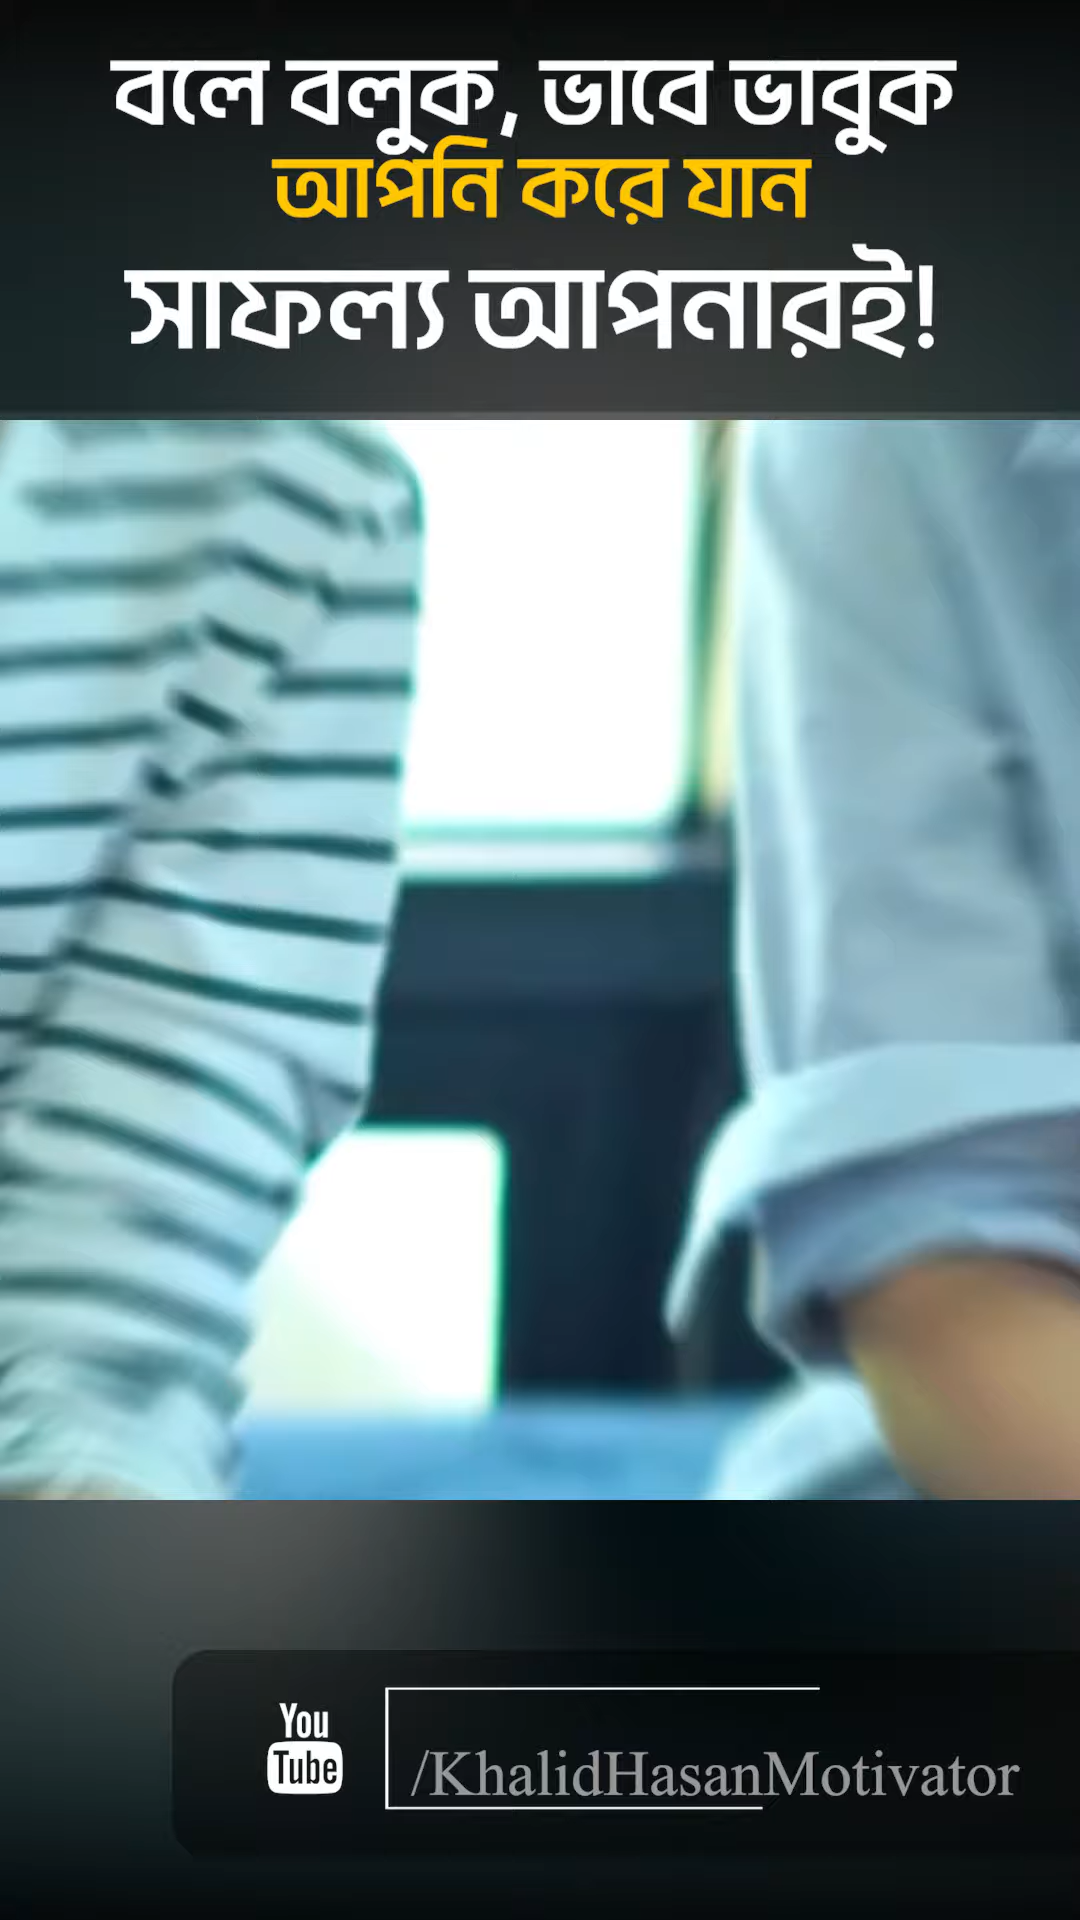 বলে বলুক, ভাবে ভাবুক
আপনি করে যান
সাফল্য আপনারই!
You
Tube
/KhalidHasanMotivator